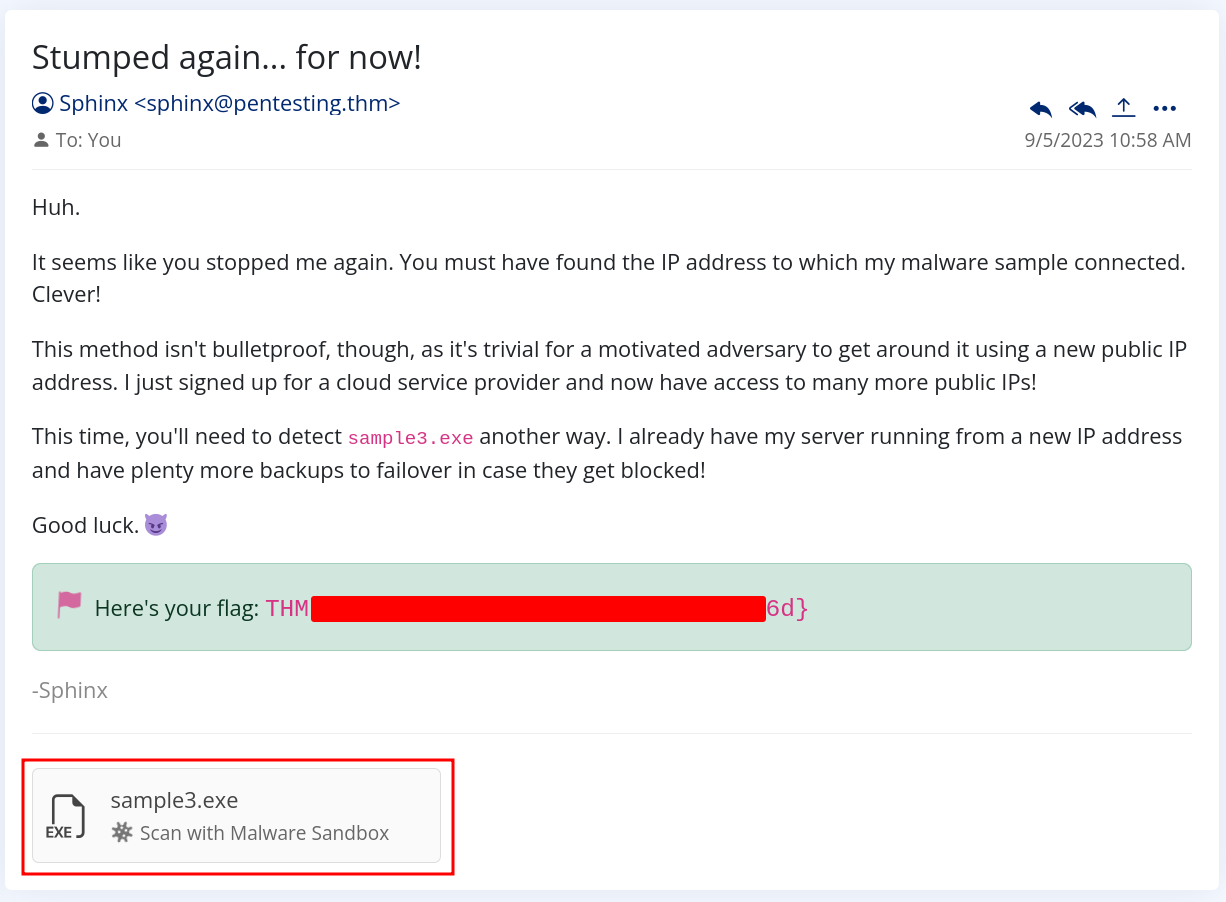 Stumped again... for now!
Sphinx <sphinx@pentesting.thm>
To: You
9/5/2023 10:58 AM
Huh.
It seems like you stopped me again. You must have found the IP address to which my malware sample connected.
Clever!
This method isn't bulletproof, though, as it's trivial for a motivated adversary to get around it using a new public IP
address. I just signed up for a cloud service provider and now have access to many more public IPs!
This time, you'll need to detect sample3.exe another way. I already have my server running from a new IP address
and have plenty more backups to failover in case they get blocked!
Good luck. 😈
Here's your flag: THM 6d}
-Sphinx
EXE
sample3.exe
Scan with Malware Sandbox